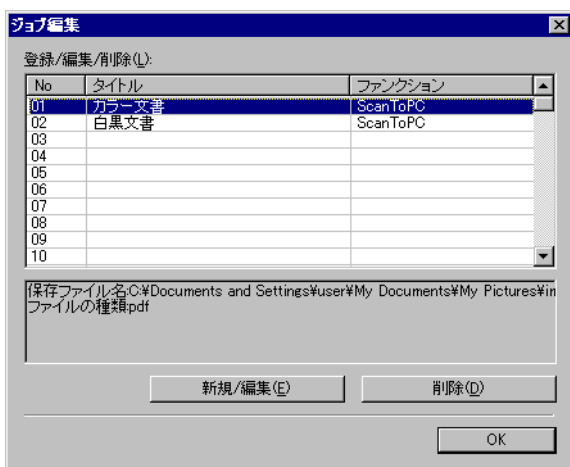 ジョブ編集
登録/編集/削除(L):
No タイトル ファンクション
01 カラー文書 ScanToPC
02 白黒文書 ScanToPC
03
04
05
06
07
08
09
10
保存ファイル名:C:¥Documents and Settings¥user¥My Documents¥My Pictures¥in
ファイルの種類:pdf
新規/編集(E) 削除(D)
OK